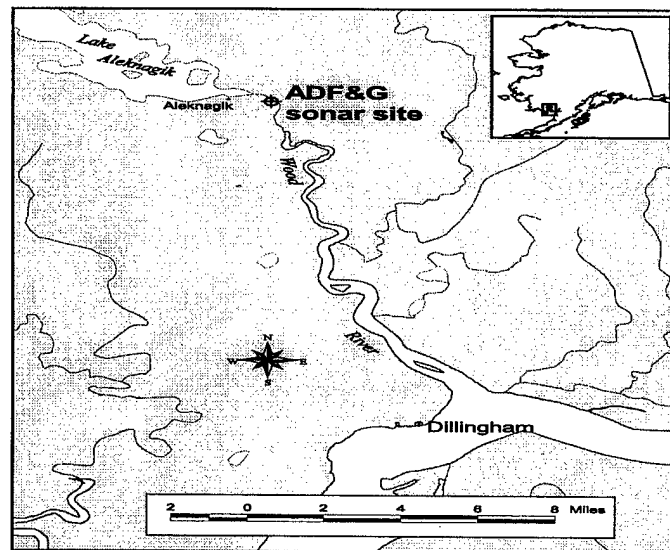 Lake
Aleknagik
ADF&G
sonar site
Aleknagik
Wood
River
N
W E
S
Dillingham
2 0 2 4 6 8 Miles